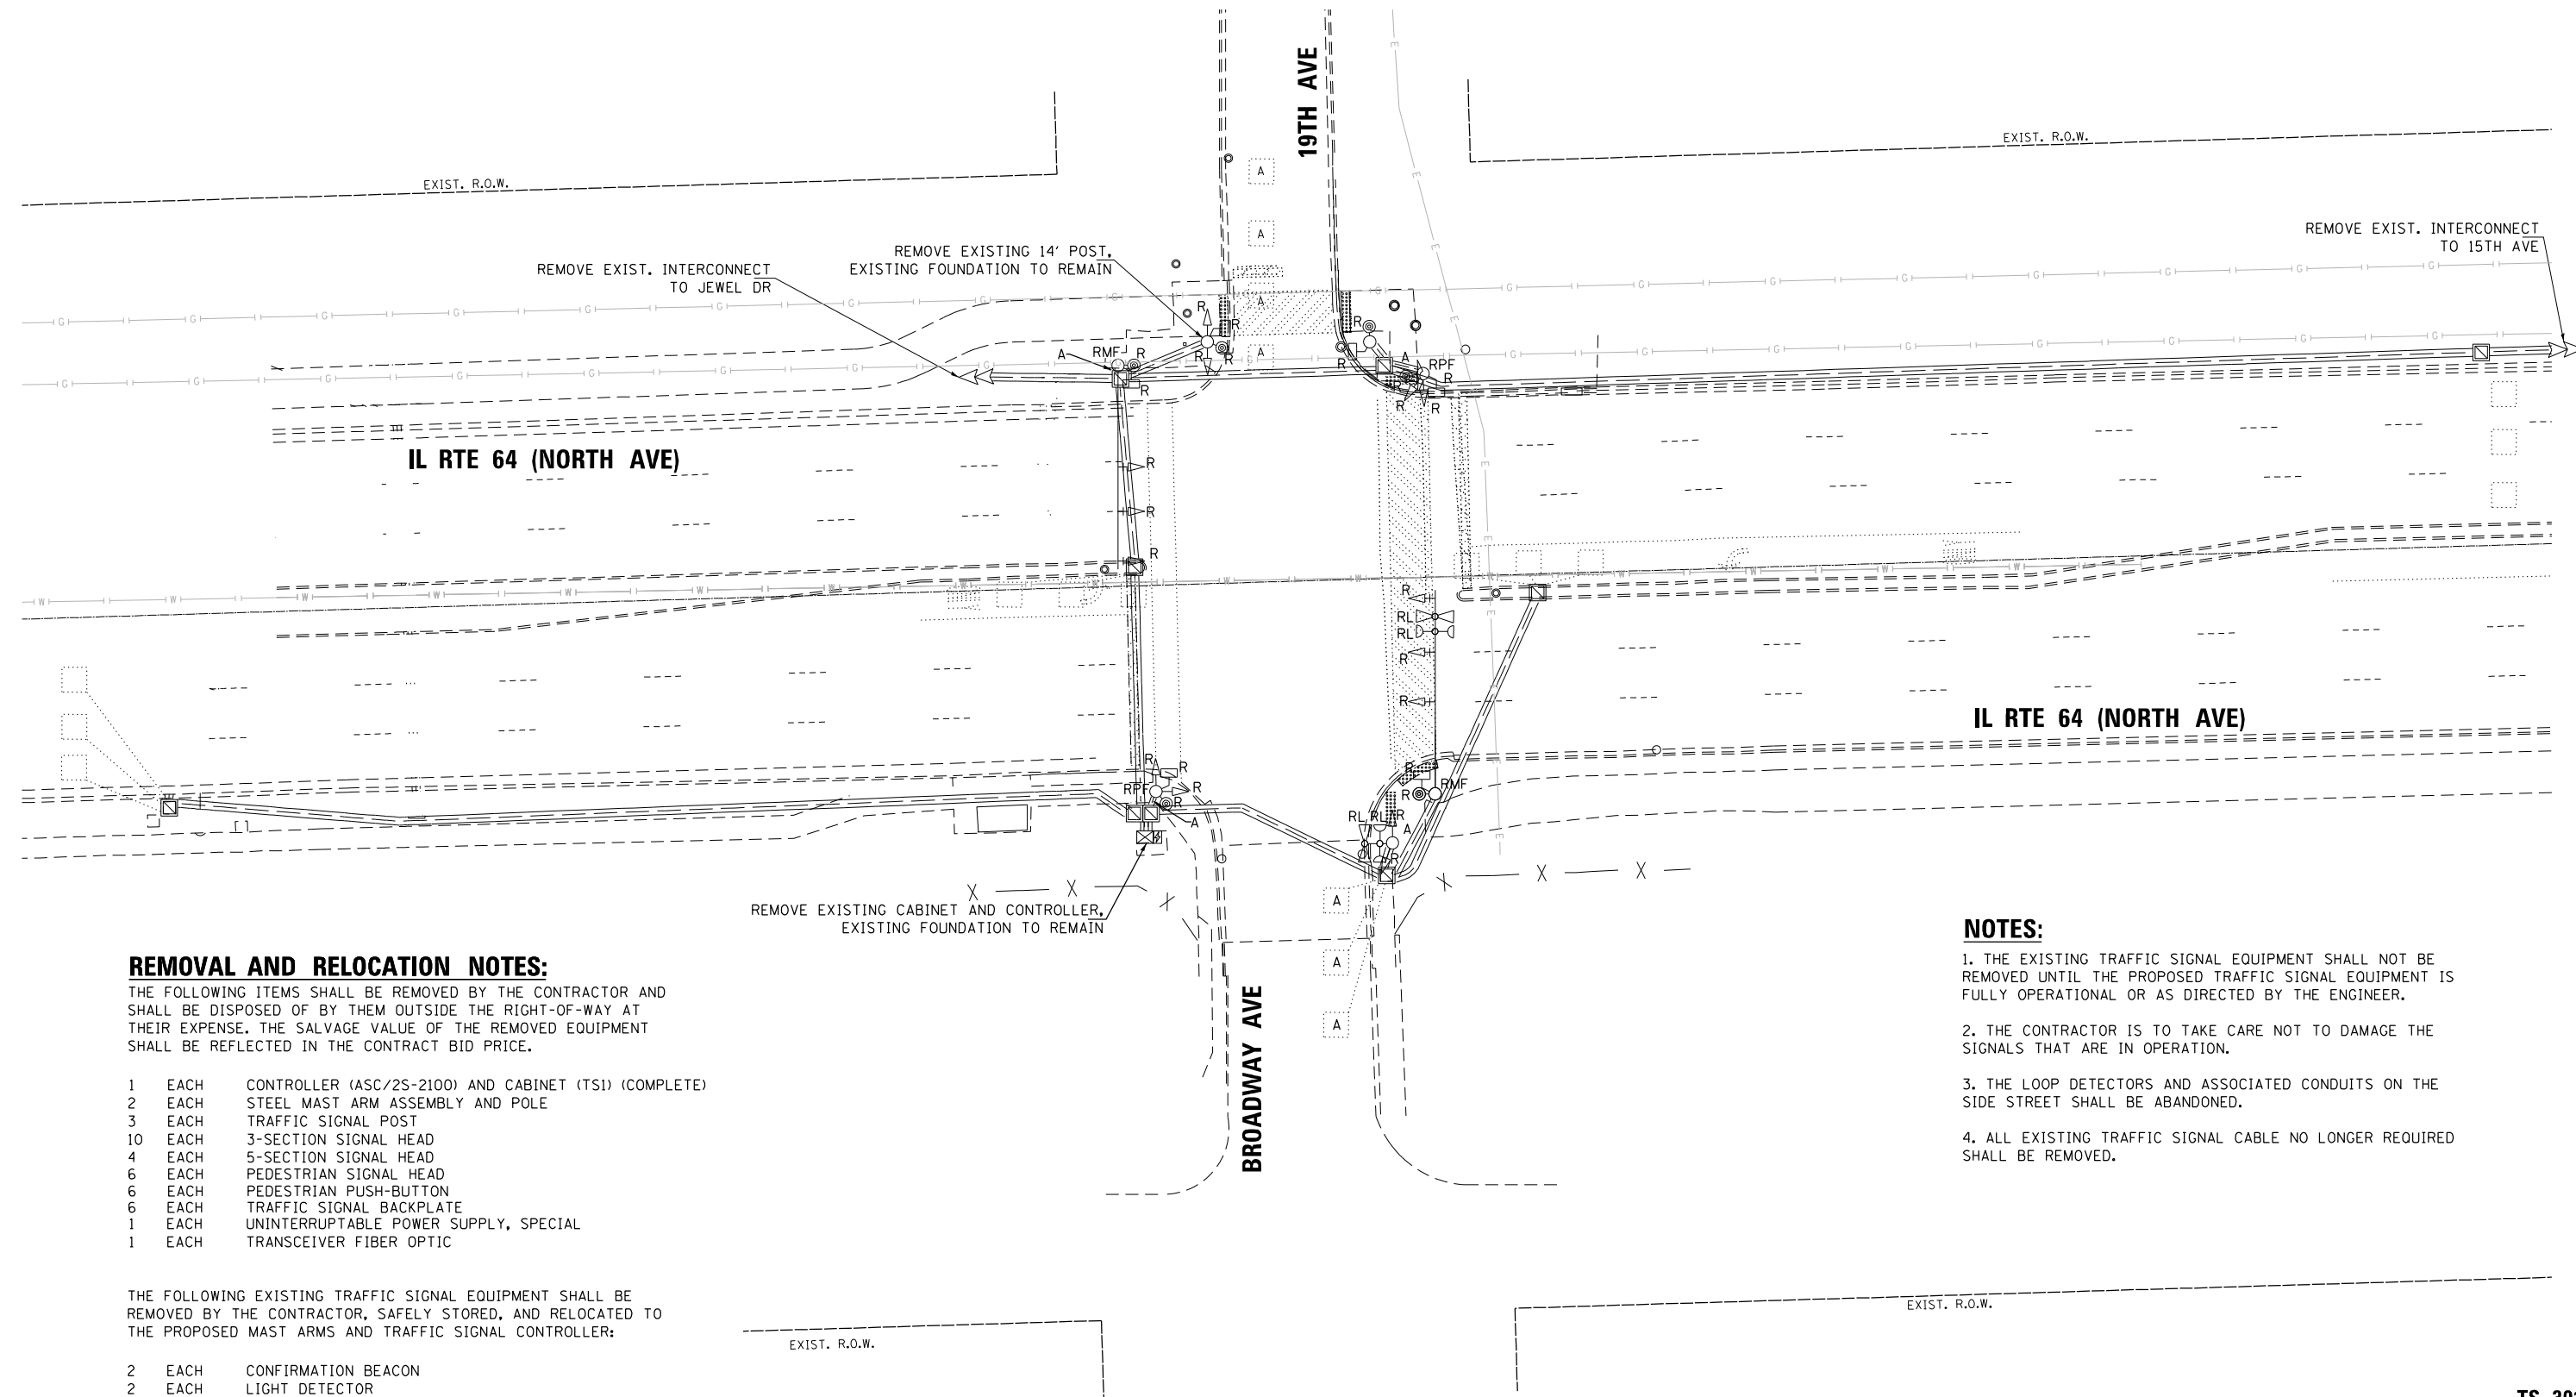 19TH AVE
EXIST. R.O.W.
EXIST. R.O.W.
REMOVE EXISTING 14' POST,
EXISTING FOUNDATION TO REMAIN
REMOVE EXIST. INTERCONNECT
TO JEWEL DR
REMOVE EXIST. INTERCONNECT
TO 15TH AVE
A
A
A
A
RMF
RPF
IL RTE 64 (NORTH AVE)
RL
RL
IL RTE 64 (NORTH AVE)
RPF
RMF
RL RL
A
A
A
REMOVE EXISTING CABINET AND CONTROLLER,
EXISTING FOUNDATION TO REMAIN
BROADWAY AVE
REMOVAL AND RELOCATION NOTES:
THE FOLLOWING ITEMS SHALL BE REMOVED BY THE CONTRACTOR AND
SHALL BE DISPOSED OF BY THEM OUTSIDE THE RIGHT-OF-WAY AT
THEIR EXPENSE. THE SALVAGE VALUE OF THE REMOVED EQUIPMENT
SHALL BE REFLECTED IN THE CONTRACT BID PRICE.
1 EACH CONTROLLER (ASC/2S-2100) AND CABINET (TS1) (COMPLETE)
2 EACH STEEL MAST ARM ASSEMBLY AND POLE
3 EACH TRAFFIC SIGNAL POST
10 EACH 3-SECTION SIGNAL HEAD
4 EACH 5-SECTION SIGNAL HEAD
6 EACH PEDESTRIAN SIGNAL HEAD
6 EACH PEDESTRIAN PUSH-BUTTON
6 EACH TRAFFIC SIGNAL BACKPLATE
1 EACH UNINTERRUPTABLE POWER SUPPLY, SPECIAL
1 EACH TRANSCEIVER FIBER OPTIC
THE FOLLOWING EXISTING TRAFFIC SIGNAL EQUIPMENT SHALL BE
REMOVED BY THE CONTRACTOR, SAFELY STORED, AND RELOCATED TO
THE PROPOSED MAST ARMS AND TRAFFIC SIGNAL CONTROLLER:
2 EACH CONFIRMATION BEACON
2 EACH LIGHT DETECTOR
NOTES:
1. THE EXISTING TRAFFIC SIGNAL EQUIPMENT SHALL NOT BE
REMOVED UNTIL THE PROPOSED TRAFFIC SIGNAL EQUIPMENT IS
FULLY OPERATIONAL OR AS DIRECTED BY THE ENGINEER.
2. THE CONTRACTOR IS TO TAKE CARE NOT TO DAMAGE THE
SIGNALS THAT ARE IN OPERATION.
3. THE LOOP DETECTORS AND ASSOCIATED CONDUITS ON THE
SIDE STREET SHALL BE ABANDONED.
4. ALL EXISTING TRAFFIC SIGNAL CABLE NO LONGER REQUIRED
SHALL BE REMOVED.
EXIST. R.O.W.
EXIST. R.O.W.